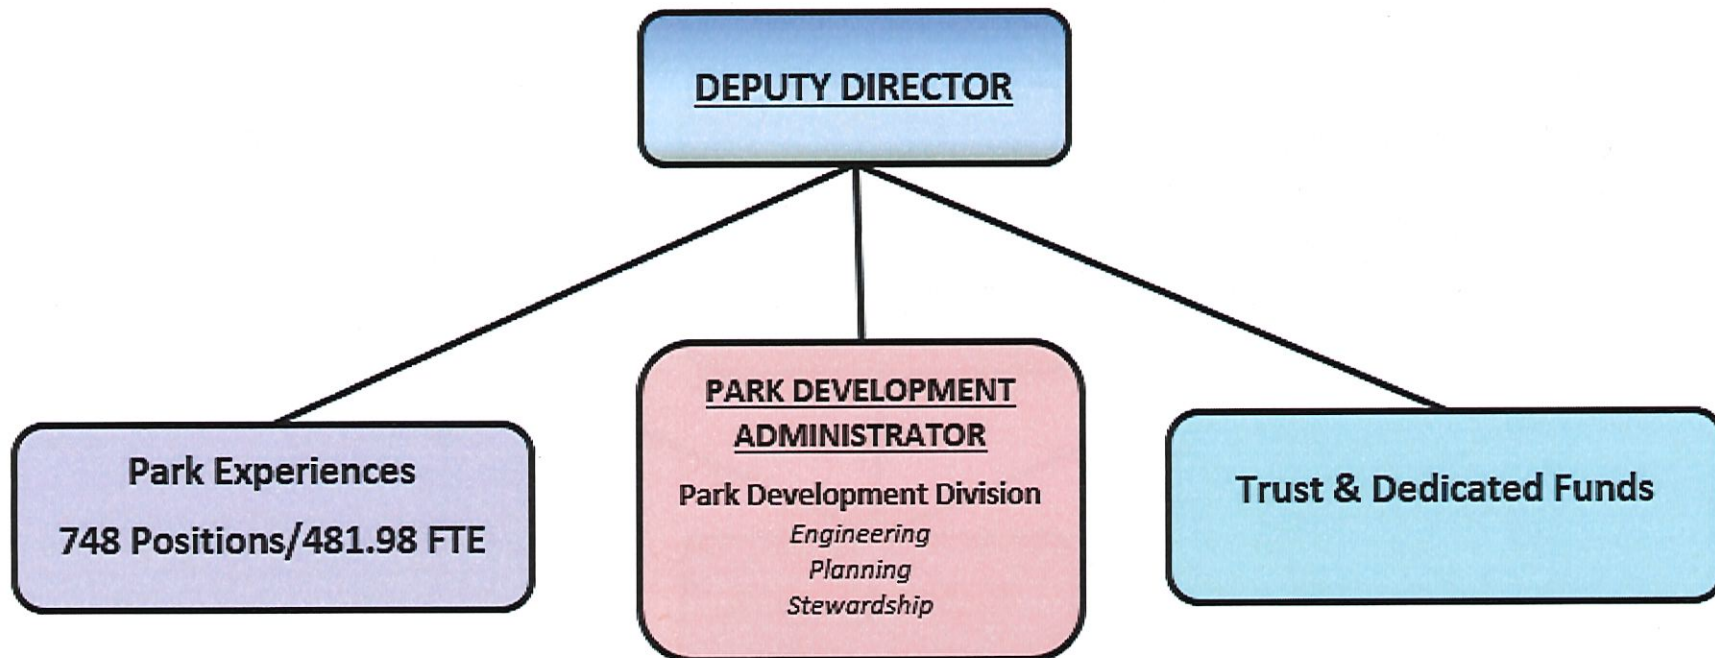 DEPUTY DIRECTOR
Park Experiences
748 Positions/481.98 FTE
PARK DEVELOPMENT
ADMINISTRATOR
Park Development Division
Engineering
Planning
Stewardship
Trust & Dedicated Funds